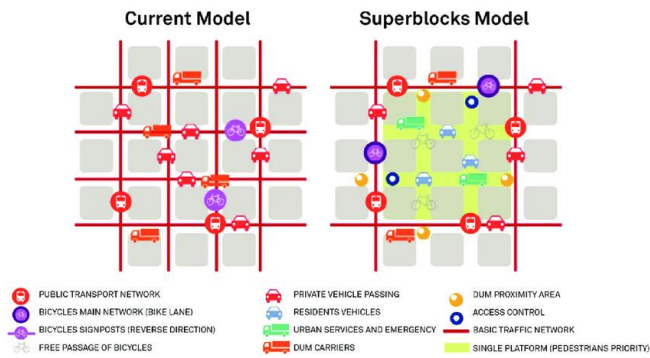 Current Model
Superblocks Model
PUBLIC TRANSPORT NETWORK
BICYCLES MAIN NETWORK (BIKE LANE)
BICYCLES SIGNPOSTS (REVERSE DIRECTION)
FREE PASSAGE OF BICYCLES
PRIVATE VEHICLE PASSING
RESIDENTS VEHICLES
URBAN SERVICES AND EMERGENCY
DUM CARRIERS
DUM PROXIMITY AREA
ACCESS CONTROL
BASIC TRAFFIC NETWORK
SINGLE PLATFORM (PEDESTRIANS PRIORITY)